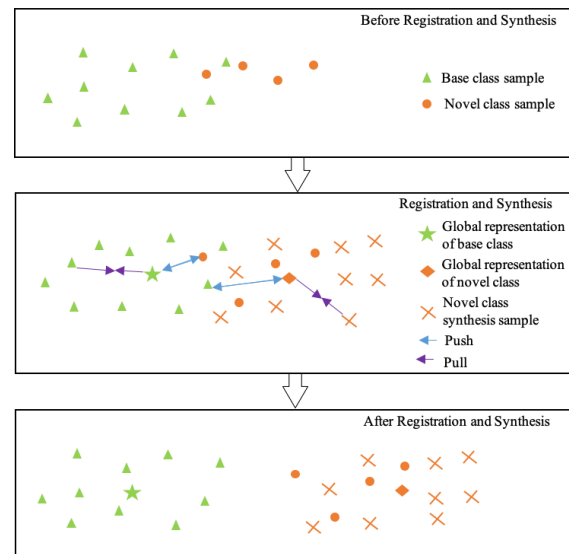 Before Registration and Synthesis
Base class sample
Novel class sample
Registration and Synthesis
Global representation
of base class
Global representation
of novel class
Novel class
synthesis sample
Push
Pull
After Registration and Synthesis